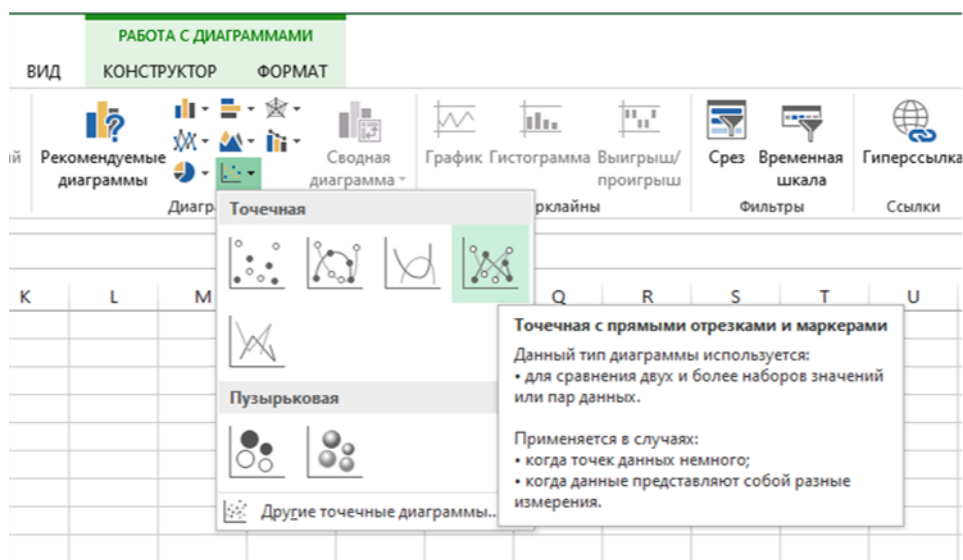 РАБОТА С ДИАГРАММАМИ
ВИД КОНСТРУКТОР ФОРМАТ
Рекомендуемые диаграммы
Сводная диаграмма
График Гистограмма Выигрыш/ проигрыш
Срез Временная шкала
Гиперссылка
Фильтры Ссылки
Точечная
K L M Q R S T U
Точечная с прямыми отрезками и маркерами
Данный тип диаграммы используется:
• для сравнения двух и более наборов значений
или пар данных.
Применяется в случаях:
• когда точек данных немного;
• когда данные представляют собой разные
измерения.
Пузырьковая
Другие точечные диаграммы...